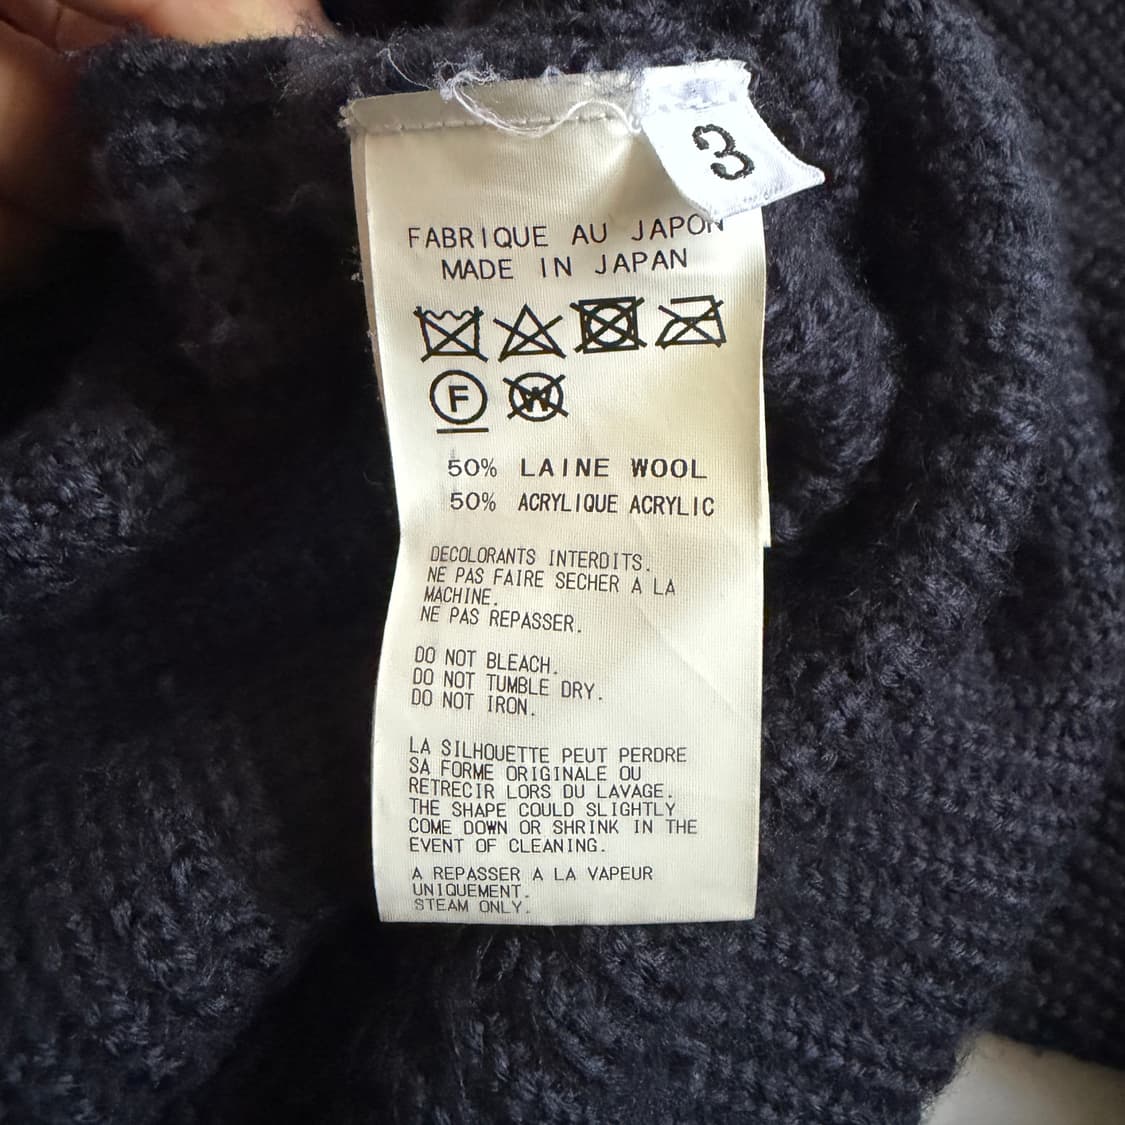 3
FABRIQUE AU JAPON
MADE IN JAPAN
F W
50% LAINE WOOL
50% ACRYLIQUE ACRYLIC
DECOLORANTS INTERDITS.
NE PAS FAIRE SECHER A LA
MACHINE.
NE PAS REPASSER.
DO NOT BLEACH.
DO NOT TUMBLE DRY.
DO NOT IRON.
LA SILHOUETTE PEUT PERDRE
SA FORME ORIGINALE OU
RETRECIR LORS DU LAVAGE.
THE SHAPE COULD SLIGHTLY
COME DOWN OR SHRINK IN THE
EVENT OF CLEANING.
A REPASSER A LA VAPEUR
UNIQUEMENT.
STEAM ONLY.